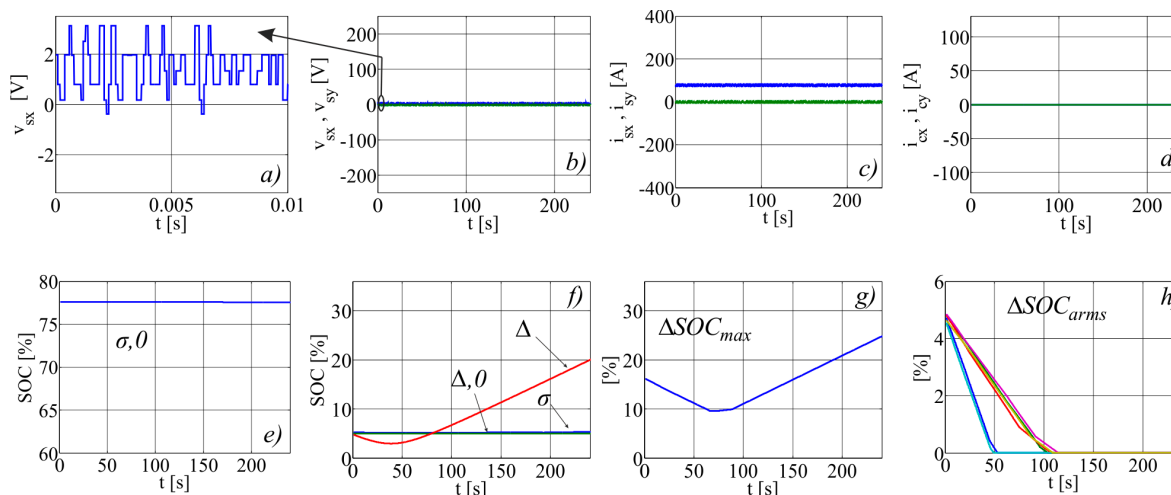 v_sx [V]
2
0
-2
0
0.005
0.01
t [s]
a)
v_sx , v_sy [V]
200
100
0
-100
-200
0
100
200
t [s]
b)
i_sx , i_sy [A]
400
200
0
-200
-400
0
100
200
t [s]
c)
i_cx , i_cy [A]
100
50
0
-50
-100
0
100
200
t [s]
d
SOC [%]
80
77
75
67
65
60
0
50
100
150
200
t [s]
σ,0
e)
SOC [%]
30
20
10
0
0
50
100
150
200
t [s]
Δ
Δ,0
σ
f)
[%]
30
20
10
0
0
50
100
150
200
t [s]
ΔSOC_max
g)
[%]
6
4
2
0
0
50
100
150
200
t [s]
ΔSOC_arms
h